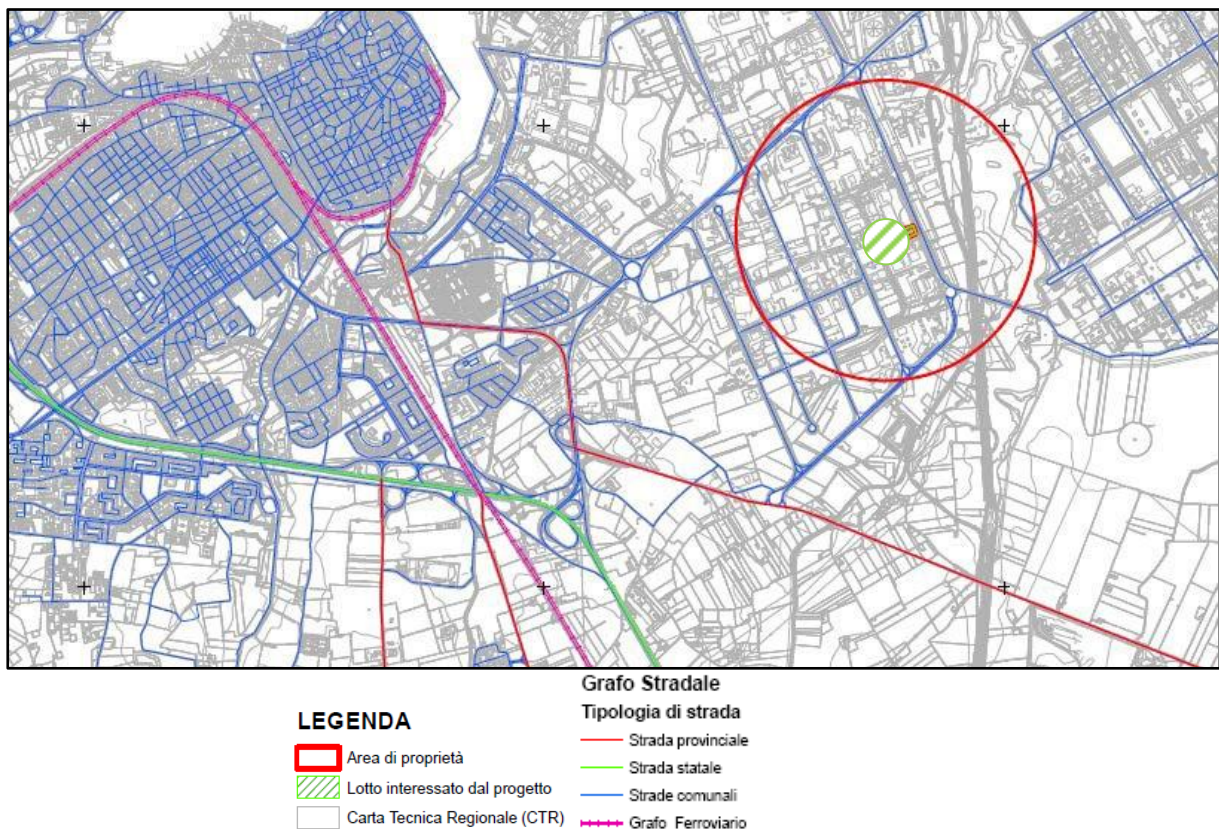 LEGENDA
Area di proprietà
Lotto interessato dal progetto
Carta Tecnica Regionale (CTR)
Grafo Stradale
Tipologia di strada
Strada provinciale
Strada statale
Strade comunali
Grafo Ferroviario